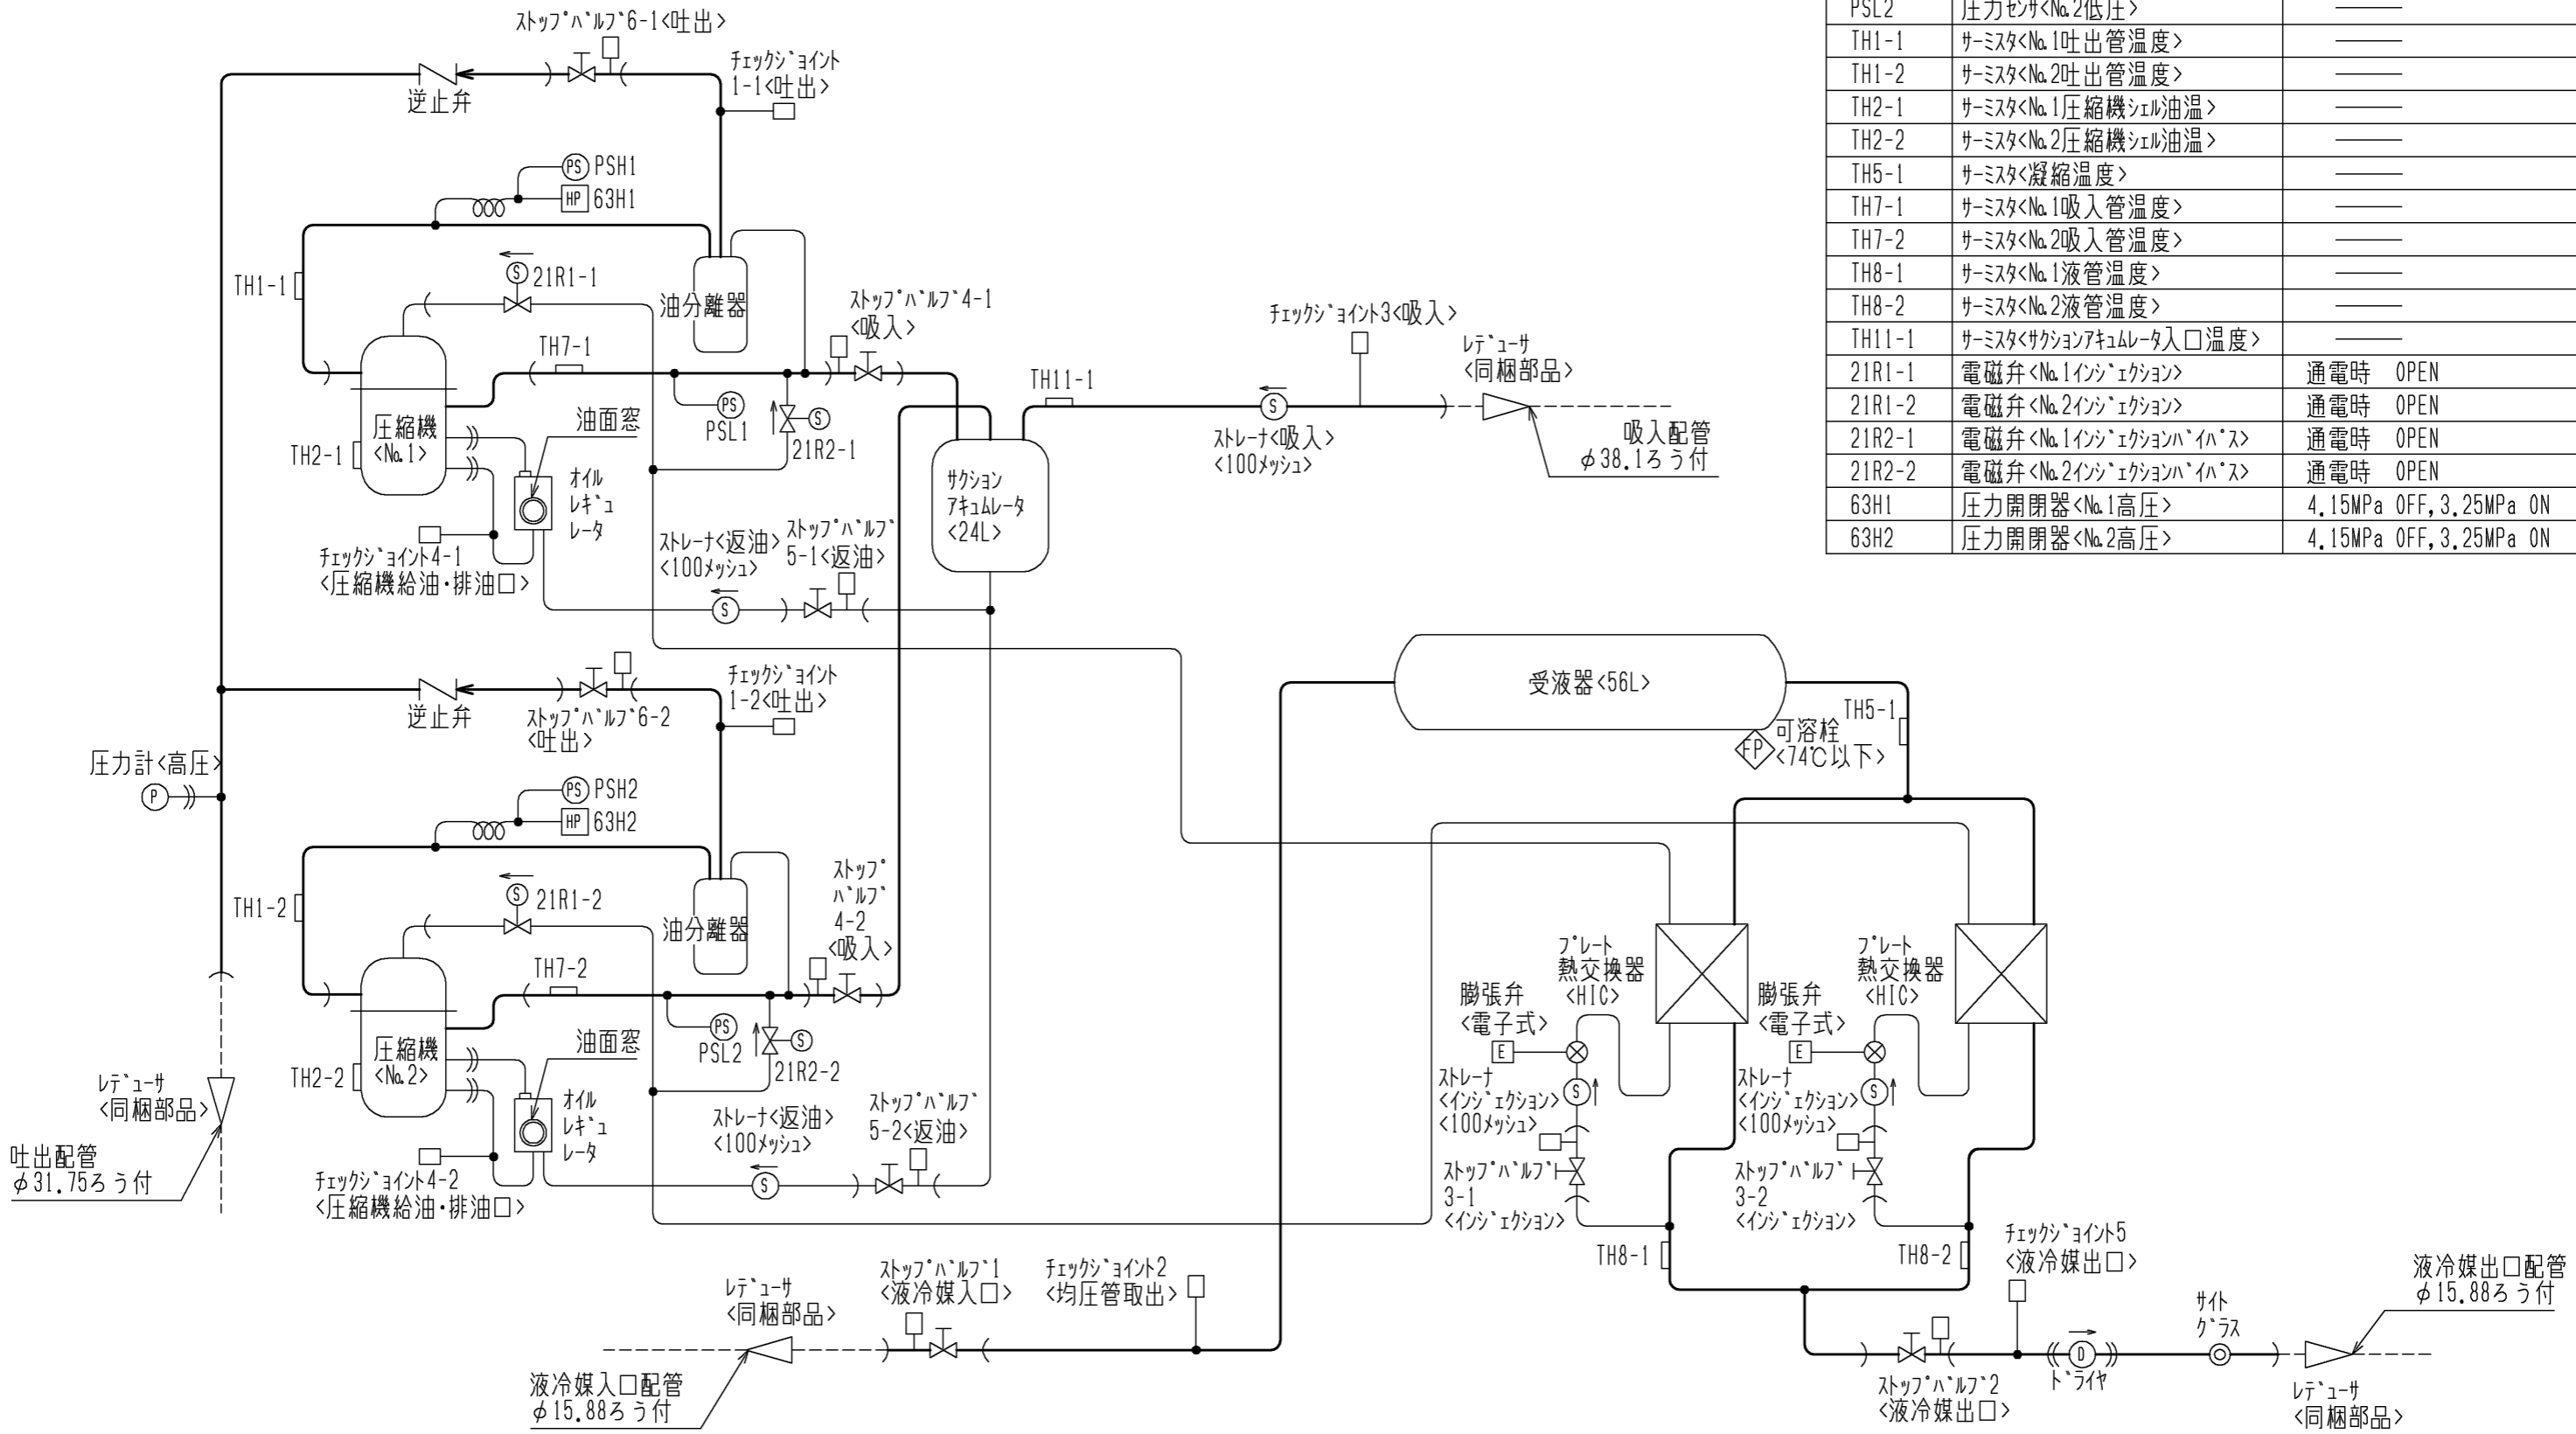 PSL2 圧力センサ<No.2低圧> ―――
TH1-1 サーミスタ<No.1吐出管温度> ―――
TH1-2 サーミスタ<No.2吐出管温度> ―――
TH2-1 サーミスタ<No.1圧縮機シェル油温> ―――
TH2-2 サーミスタ<No.2圧縮機シェル油温> ―――
TH5-1 サーミスタ<凝縮温度> ―――
TH7-1 サーミスタ<No.1吸入管温度> ―――
TH7-2 サーミスタ<No.2吸入管温度> ―――
TH8-1 サーミスタ<No.1液管温度> ―――
TH8-2 サーミスタ<No.2液管温度> ―――
TH11-1 サーミスタ<サクションアキュムレータ入口温度> ―――
21R1-1 電磁弁<No.1インジェクション> 通電時 OPEN
21R1-2 電磁弁<No.2インジェクション> 通電時 OPEN
21R2-1 電磁弁<No.1インジェクションバイパス> 通電時 OPEN
21R2-2 電磁弁<No.2インジェクションバイパス> 通電時 OPEN
63H1 圧力開閉器<No.1高圧> 4.15MPa OFF,3.25MPa ON
63H2 圧力開閉器<No.2高圧> 4.15MPa OFF,3.25MPa ON
ストップバルブ6-1<吐出>
チェックジョイント
1-1<吐出>
逆止弁
PS PSH1
HP 63H1
TH1-1
S 21R1-1
油分離器
ストップバルブ4-1
<吸入>
チェックジョイント3<吸入>
レデューサ
<同梱部品>
TH7-1
TH11-1
S
ストレーナ<吸入>
<100メッシュ>
吸入配管
φ38.1ろう付
圧縮機
<No.1>
TH2-1
油面窓
PS
PSL1
S
21R2-1
オイル
レギュ
レータ
サクション
アキュムレータ
<24L>
チェックジョイント4-1
<圧縮機給油・排油口>
ストレーナ<返油>
<100メッシュ>
S
ストップバルブ
5-1<返油>
受液器<56L>
TH5-1
FP
可溶栓
<74℃以下>
ストップバルブ6-2
<吐出>
チェックジョイント
1-2<吐出>
逆止弁
圧力計<高圧>
P
PS PSH2
HP 63H2
TH1-2
S 21R1-2
油分離器
ストップ
バルブ
4-2
<吸入>
TH7-2
圧縮機
<No.2>
TH2-2
油面窓
PS
PSL2
S
21R2-2
オイル
レギュ
レータ
チェックジョイント4-2
<圧縮機給油・排油口>
ストレーナ<返油>
<100メッシュ>
S
ストップバルブ
5-2<返油>
レデューサ
<同梱部品>
吐出配管
φ31.75ろう付
プレート
熱交換器
<HIC>
膨張弁
<電子式>
E
ストレーナ
<インジェクション>
<100メッシュ>
S
ストップバルブ
3-1
<インジェクション>
TH8-1
プレート
熱交換器
<HIC>
膨張弁
<電子式>
E
ストレーナ
<インジェクション>
<100メッシュ>
S
ストップバルブ
3-2
<インジェクション>
TH8-2
レデューサ
<同梱部品>
液冷媒入口配管
φ15.88ろう付
ストップバルブ1
<液冷媒入口>
チェックジョイント2
<均圧管取出>
チェックジョイント5
<液冷媒出口>
ストップバルブ2
<液冷媒出口>
D
ドライヤ
サイト
グラス
液冷媒出口配管
φ15.88ろう付
レデューサ
<同梱部品>